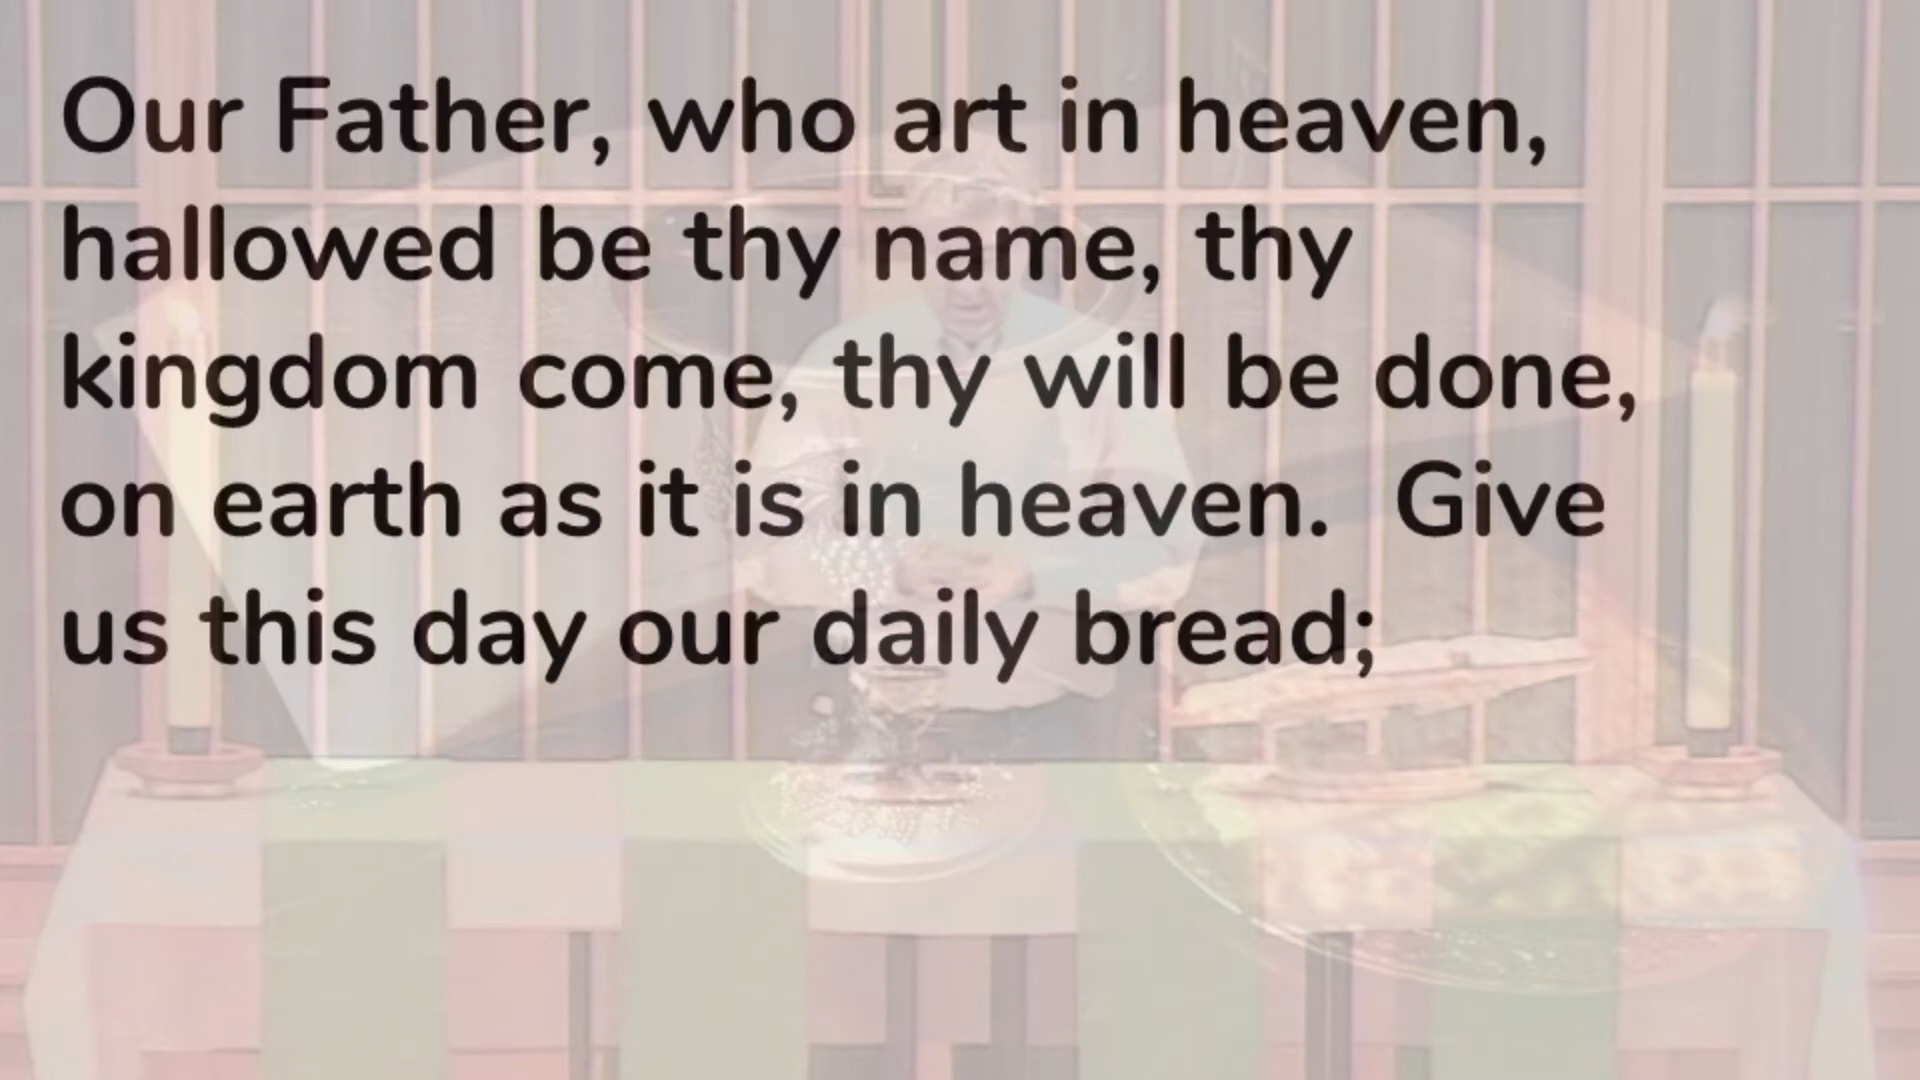 Our Father, who art in heaven,
hallowed be thy name, thy
kingdom come, thy will be done,
on earth as it is in heaven.  Give
us this day our daily bread;